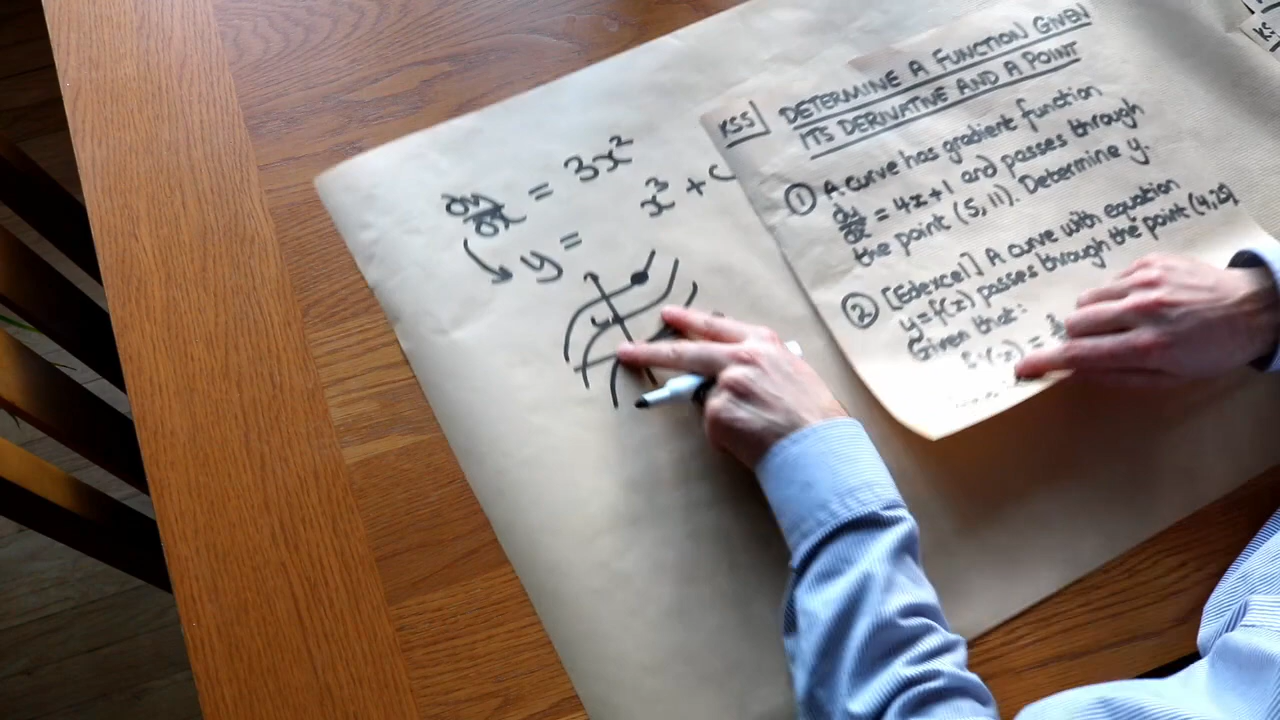 dy/dx = 3x²
y = x³ + c
KS5
DETERMINE A FUNCTION GIVEN
ITS DERIVATIVE AND A POINT
① A curve has gradient function
dy/dx = 4x+1 and passes through
the point (5, 11). Determine y.
② [Edexcel] A curve with equation
y=f(x) passes through the point (4,25)
Given that:
f'(x) =
KS